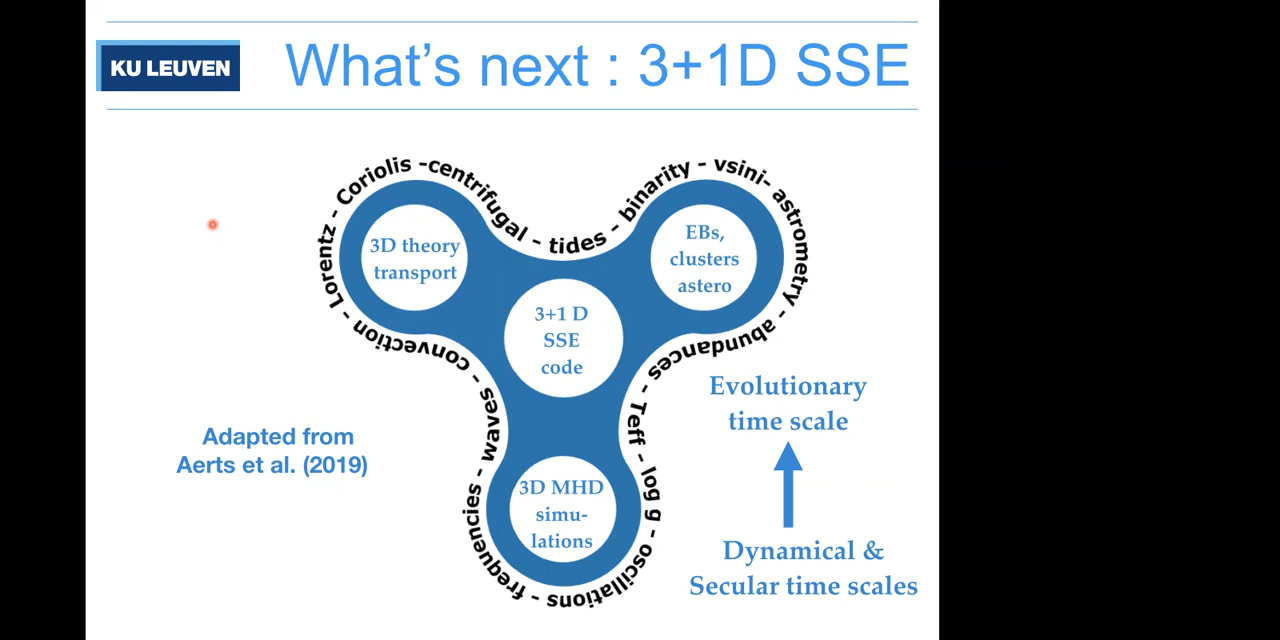 KU LEUVEN
What's next : 3+1D SSE
Lorentz - Coriolis -centrifugal - tides - binarity - vsini- astrometry - abundances - Teff - log g - oscillations - frequencies - waves - convection -
3D theory
transport
EBs,
clusters
astero
3+1 D
SSE
code
3D MHD
simu-
lations
Evolutionary
time scale
Adapted from
Aerts et al. (2019)
Dynamical &
Secular time scales